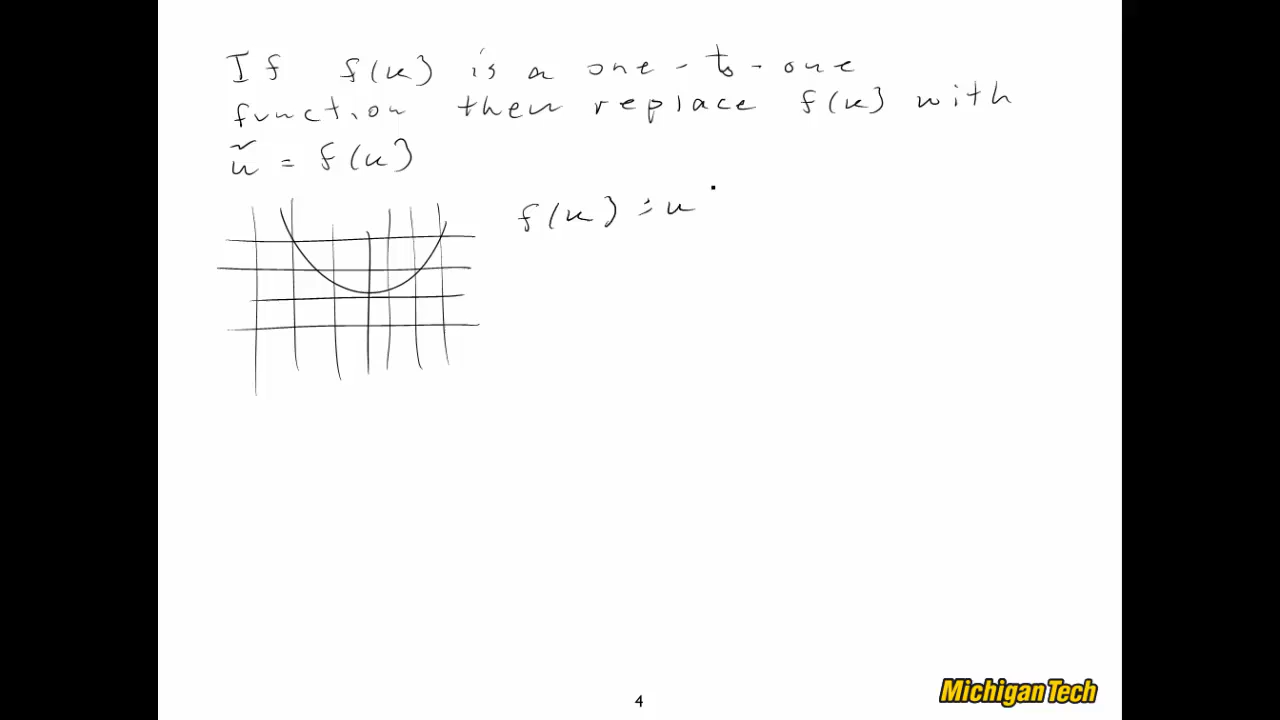 If f(u) is a one-to-one
function then replace f(u) with
ũ = f(u)
f(u) = u
4
Michigan Tech